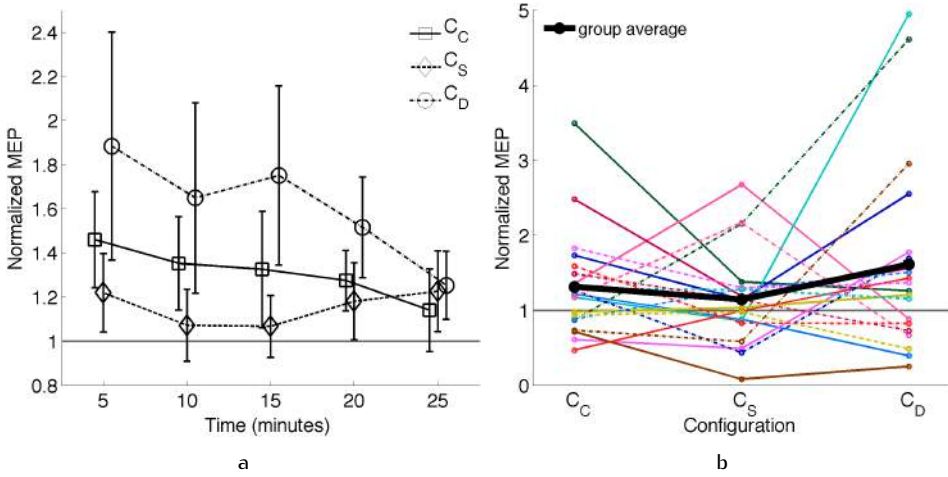 2.4
2.2
2
1.8
1.6
1.4
1.2
1
0.8
Normalized MEP
5
10
15
20
25
Time (minutes)
C_C
C_S
C_D
a
5
4
3
2
1
0
Normalized MEP
group average
C_C
C_S
C_D
Configuration
b